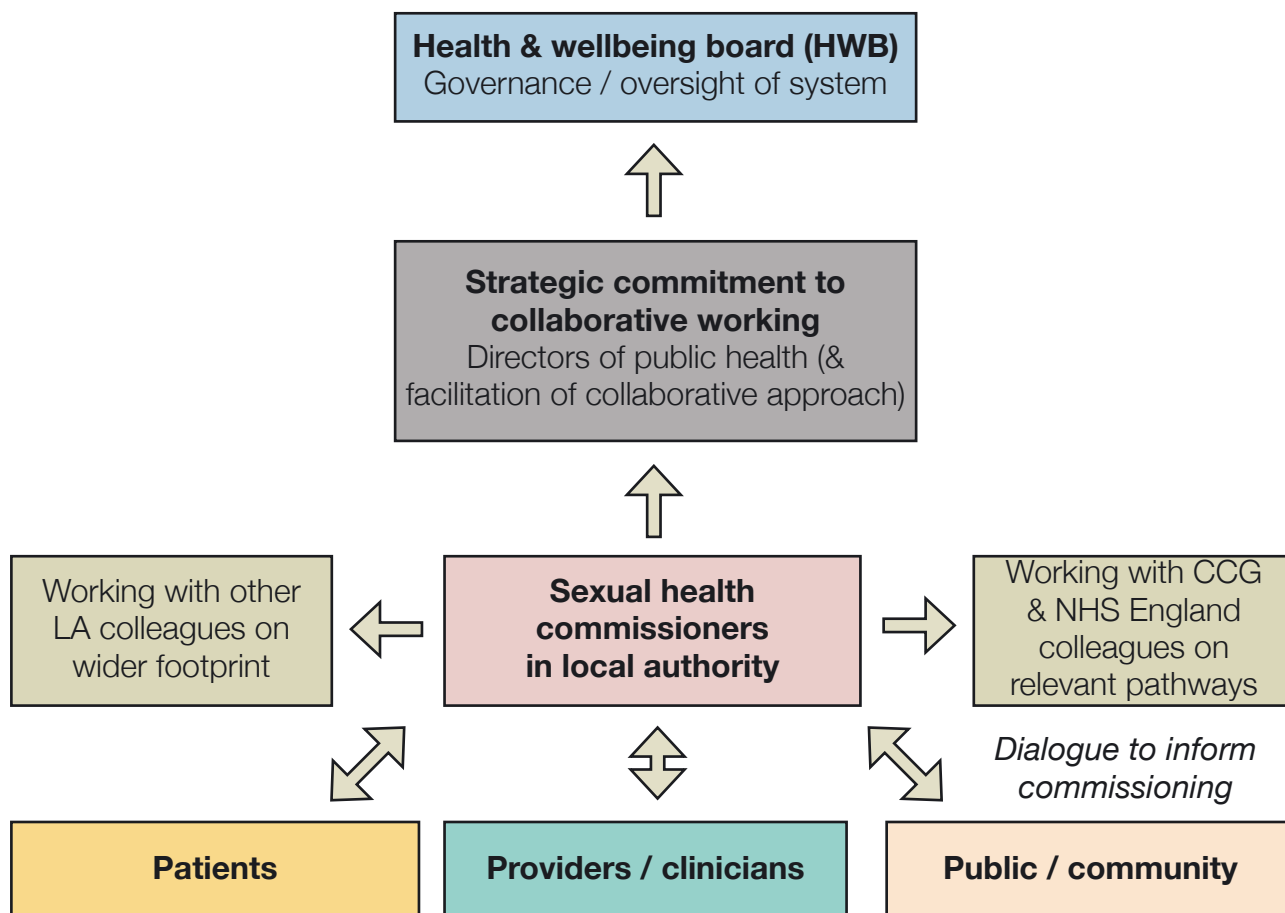 Health & wellbeing board (HWB)
Governance / oversight of system
Strategic commitment to
collaborative working
Directors of public health (&
facilitation of collaborative approach)
Working with other
LA colleagues on
wider footprint
Sexual health
commissioners
in local authority
Working with CCG
& NHS England
colleagues on
relevant pathways
Dialogue to inform
commissioning
Patients
Providers / clinicians
Public / community